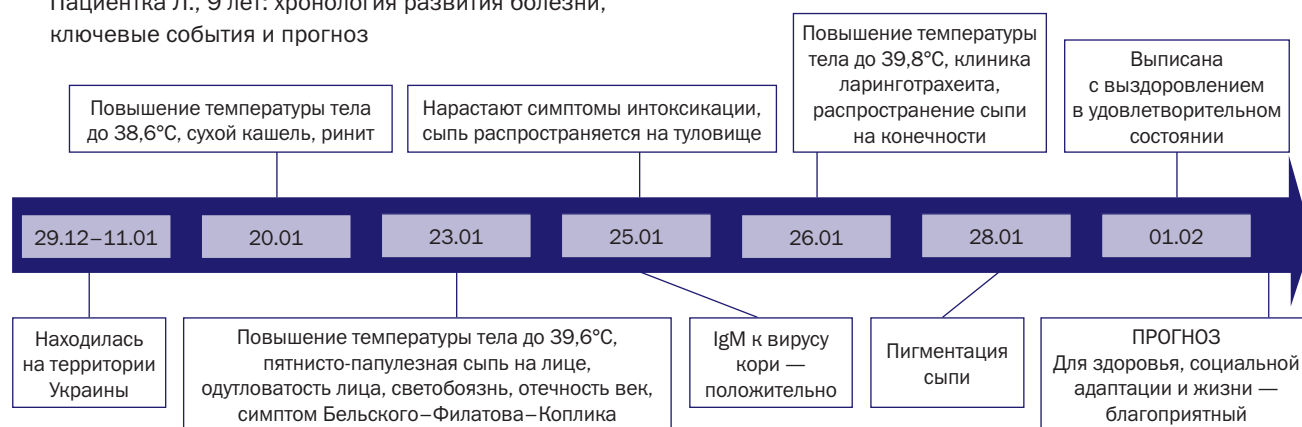 Пациентка Л., 9 лет: хронология развития болезни,
ключевые события и прогноз
Повышение температуры тела
до 38,6°C, сухой кашель, ринит
Нарастают симптомы интоксикации,
сыпь распространяется на туловище
Повышение температуры
тела до 39,8°C, клиника
ларинготрахеита,
распространение сыпи
на конечности
Выписана
с выздоровлением
в удовлетворительном
состоянии
29.12–11.01
20.01
23.01
25.01
26.01
28.01
01.02
Находилась
на территории
Украины
Повышение температуры тела до 39,6°C,
пятнисто-папулезная сыпь на лице,
одутловатость лица, светобоязнь, отечность век,
симптом Бельского–Филатова–Коплика
IgM к вирусу
кори —
положительно
Пигментация
сыпи
ПРОГНОЗ
Для здоровья, социальной
адаптации и жизни —
благоприятный